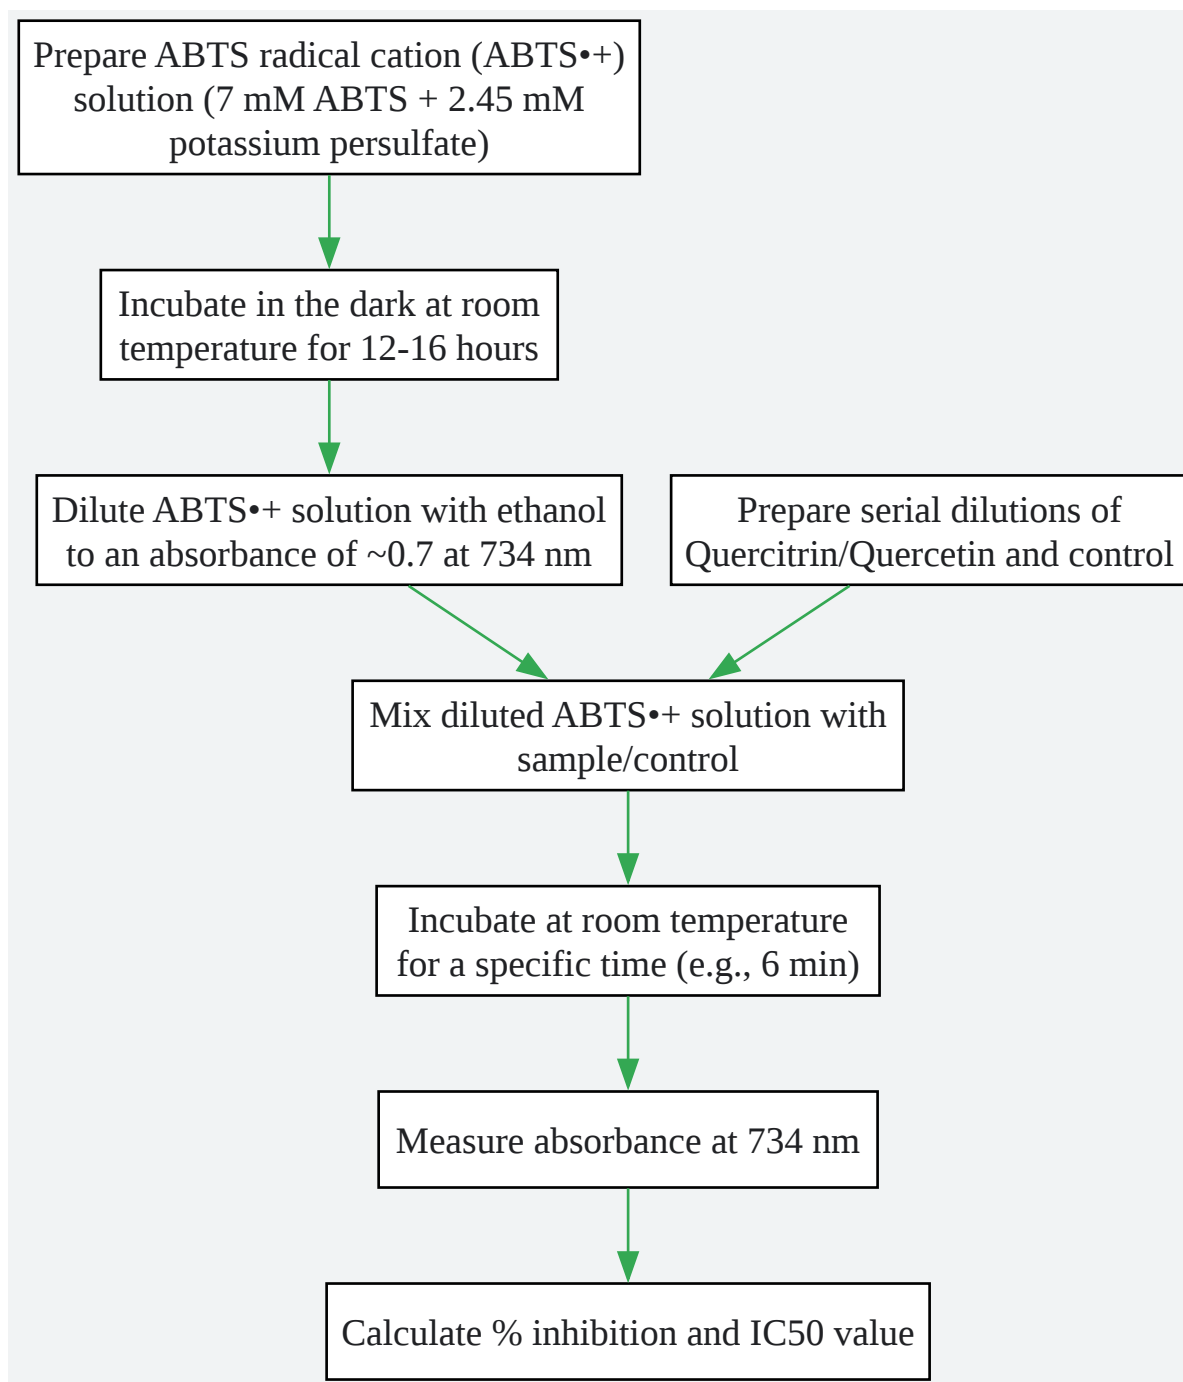 Prepare ABTS radical cation (ABTS•+)
solution (7 mM ABTS + 2.45 mM
potassium persulfate)
Incubate in the dark at room
temperature for 12-16 hours
Dilute ABTS•+ solution with ethanol
to an absorbance of ~0.7 at 734 nm
Prepare serial dilutions of
Quercitrin/Quercetin and control
Mix diluted ABTS•+ solution with
sample/control
Incubate at room temperature
for a specific time (e.g., 6 min)
Measure absorbance at 734 nm
Calculate % inhibition and IC50 value